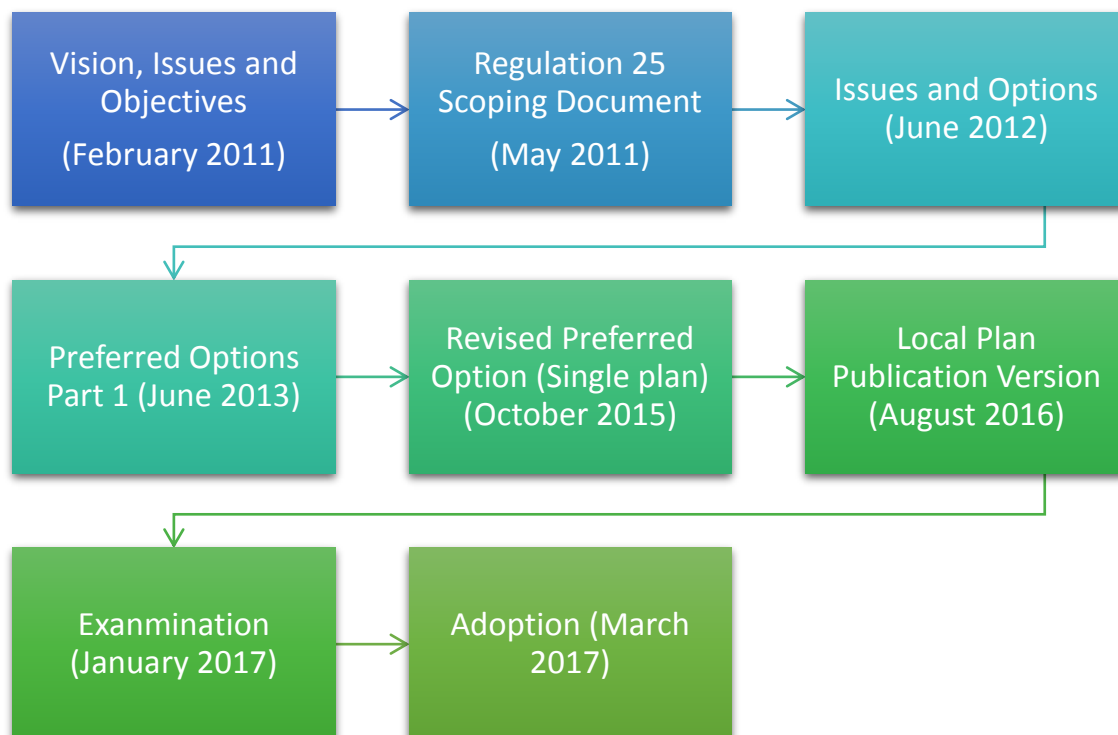 Vision, Issues and
Objectives
(February 2011)
Regulation 25
Scoping Document
(May 2011)
Issues and Options
(June 2012)
Preferred Options
Part 1 (June 2013)
Revised Preferred
Option (Single plan)
(October 2015)
Local Plan
Publication Version
(August 2016)
Exanmination
(January 2017)
Adoption (March
2017)